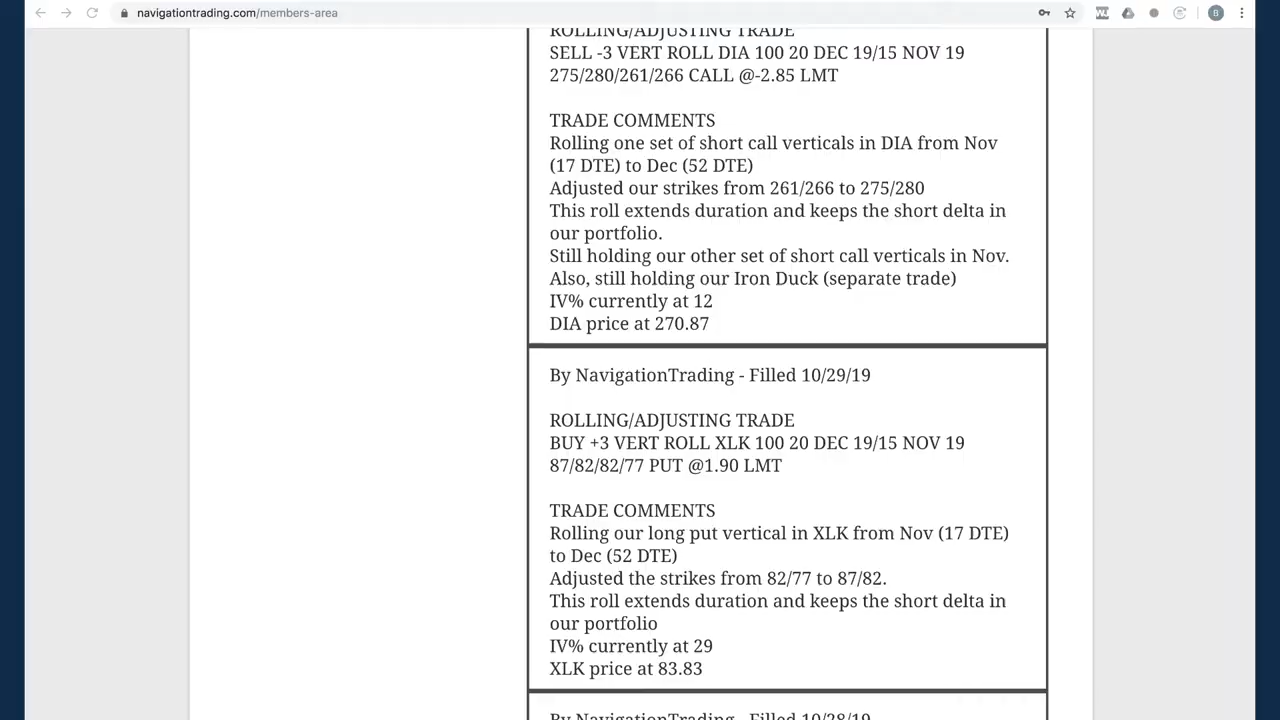 navigationtrading.com/members-area
B
ROLLING/ADJUSTING TRADE
SELL -3 VERT ROLL DIA 100 20 DEC 19/15 NOV 19
275/280/261/266 CALL @-2.85 LMT
TRADE COMMENTS
Rolling one set of short call verticals in DIA from Nov
(17 DTE) to Dec (52 DTE)
Adjusted our strikes from 261/266 to 275/280
This roll extends duration and keeps the short delta in
our portfolio.
Still holding our other set of short call verticals in Nov.
Also, still holding our Iron Duck (separate trade)
IV% currently at 12
DIA price at 270.87
By NavigationTrading - Filled 10/29/19
ROLLING/ADJUSTING TRADE
BUY +3 VERT ROLL XLK 100 20 DEC 19/15 NOV 19
87/82/82/77 PUT @1.90 LMT
TRADE COMMENTS
Rolling our long put vertical in XLK from Nov (17 DTE)
to Dec (52 DTE)
Adjusted the strikes from 82/77 to 87/82.
This roll extends duration and keeps the short delta in
our portfolio
IV% currently at 29
XLK price at 83.83
By NavigationTrading - Filled 10/28/19